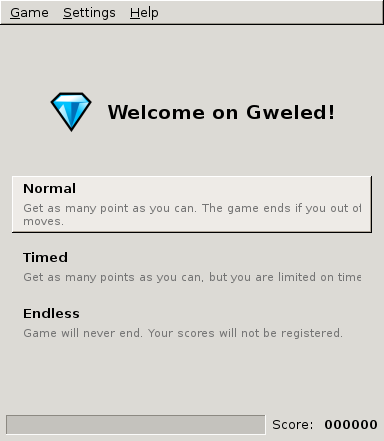 Game Settings Help
Welcome on Gweled!
Normal
Get as many point as you can. The game ends if you out of
moves.
Timed
Get as many points as you can, but you are limited on time
Endless
Game will never end. Your scores will not be registered.
Score: 000000